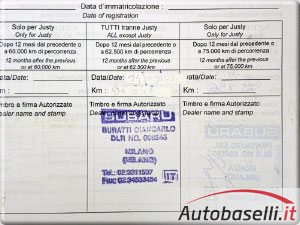 Data d'immatricolazione :
Date of registration
Solo per Justy
Only for Justy
TUTTI tranne Justy
ALL except Justy
Solo per Justy
Only for Justy
Dopo 12 mesi dal precedente o
a 60.000 km di percorrenza
12 months after the previous
or at 60.000 km
Dopo 12 mesi dal precedente o
a 62.500 km di percorrenza
12 months after the previous
or at 62.500 km
Dopo 12 mesi dal precedente o
a 75.000 km di percorrenza
12 months after the previous
or at 75.000 km
Data/Date:
Km :
Data/Date:
Km :
Data/Date:
Km :
Timbro e firma Autorizzato
Dealer name and stamp
Timbro e firma Autorizzato
Dealer name and stamp
Timbro e firma Autorizzato
Dealer name and stamp
SUBARU
BURATTI GIANCARLO
DLR NO.
MILANO
(MILANO)
Tel.:
Fax:
Autobaselli.it